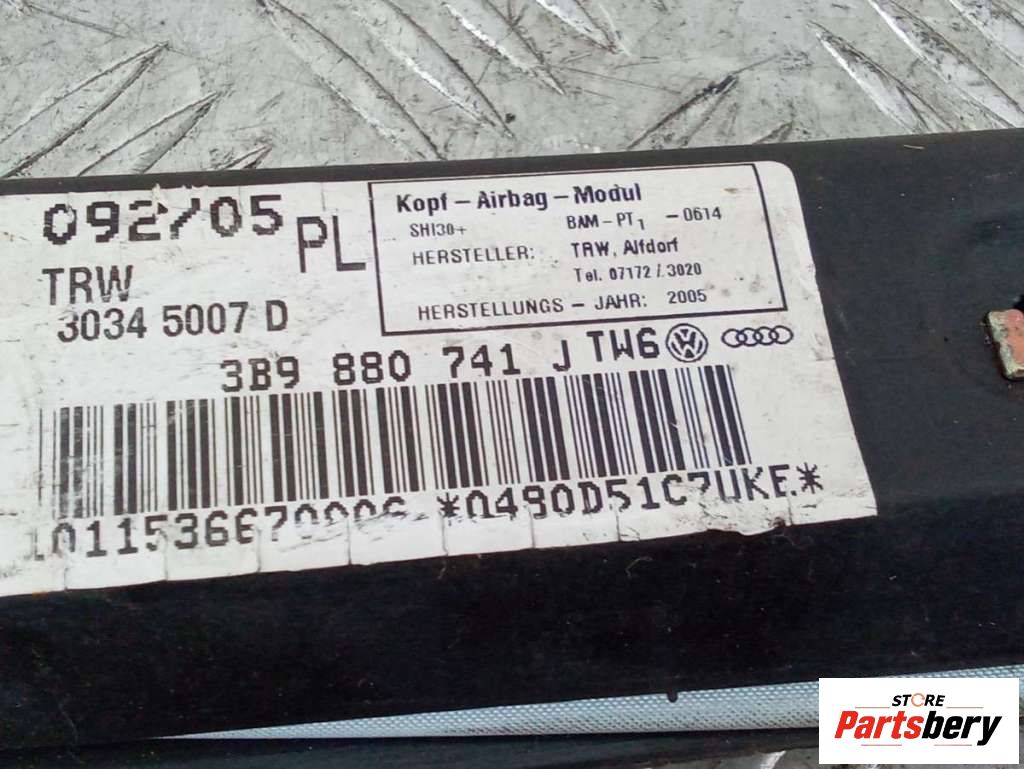 092/05 PL
TRW
3034 5007 D
Kopf - Airbag - Modul
SHI30+ BAM - PT1 - 0614
HERSTELLER: TRW, Alfdorf
Tel. 07172 / 3020
HERSTELLUNGS - JAHR: 2005
3B9 880 741 J TW6
*0490D51C7UKE.*
STORE
Partsbery